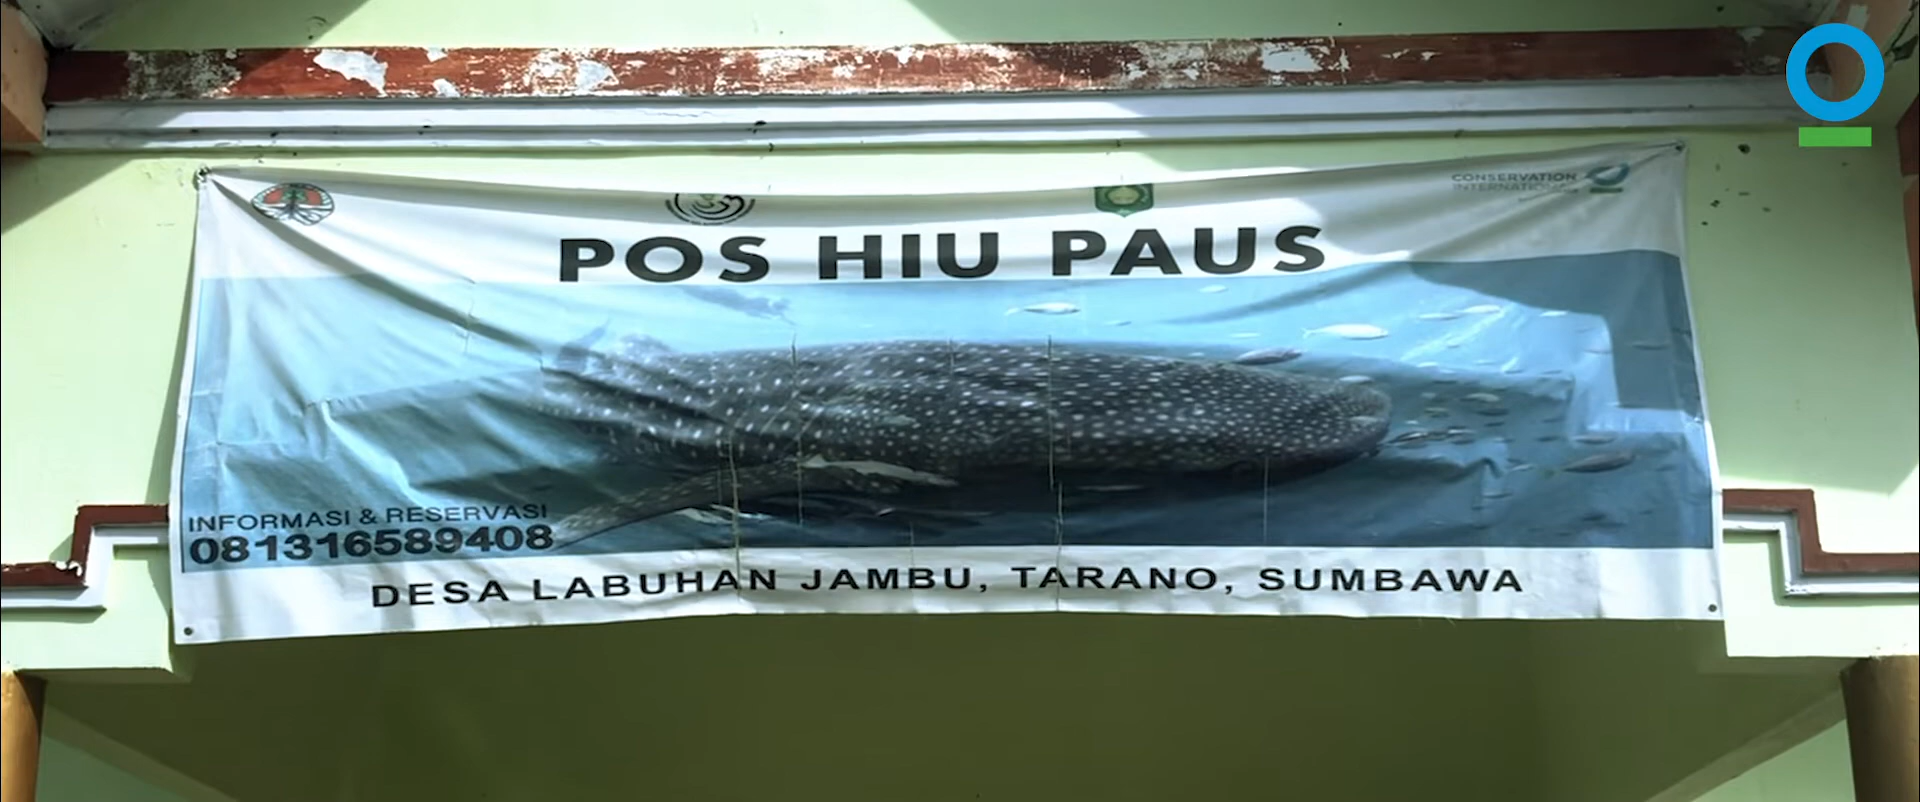 CONSERVATION
INTERNATIONAL
POS HIU PAUS
INFORMASI & RESERVASI
081316589408
DESA LABUHAN JAMBU, TARANO, SUMBAWA